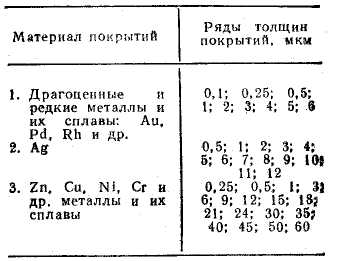 Материал покрытий
Ряды толщин
покрытий, мкм
1. Драгоценные и
редкие металлы и
их сплавы: Au,
Pd, Rh и др.
0,1; 0,25; 0,5;
1; 2; 3; 4; 5; 6
2. Ag
0,5; 1; 2; 3; 4;
5; 6; 7; 8; 9; 10;
11; 12
3. Zn, Cu, Ni, Cr и
др. металлы и их
сплавы
0,25; 0,5; 1; 3;
6; 9; 12; 15; 18;
21; 24; 30; 35;
40; 45; 50; 60